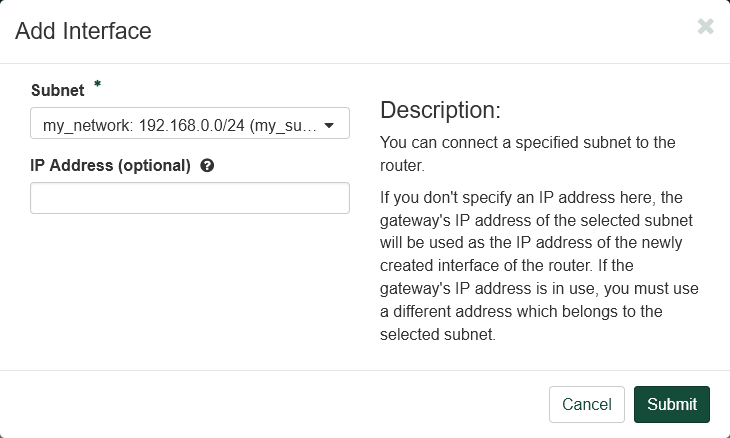 Add Interface
×
Subnet *
my_network: 192.168.0.0/24 (my_su...
IP Address (optional) ?
Description:
You can connect a specified subnet to the
router.
If you don't specify an IP address here, the
gateway's IP address of the selected subnet
will be used as the IP address of the newly
created interface of the router. If the
gateway's IP address is in use, you must use
a different address which belongs to the
selected subnet.
Cancel
Submit